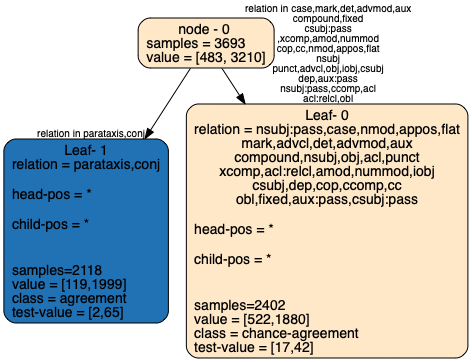 relation in case,mark,det,advmod,aux
compound,fixed
csubj:pass
,xcomp,amod,nummod
cop,cc,nmod,appos,flat
nsubj
punct,advcl,obj,iobj,csubj
dep,aux:pass
nsubj:pass,ccomp,acl
acl:relcl,obl
node - 0
samples = 3693
value = [483, 3210]
relation in parataxis,conj
Leaf- 1
relation = parataxis,conj
head-pos = *
child-pos = *
samples=2118
value = [119,1999]
class = agreement
test-value = [2,65]
Leaf- 0
relation = nsubj:pass,case,nmod,appos,flat
mark,advcl,det,advmod,aux
compound,nsubj,obj,acl,punct
xcomp,acl:relcl,amod,nummod,iobj
csubj,dep,cop,ccomp,cc
obl,fixed,aux:pass,csubj:pass
head-pos = *
child-pos = *
samples=2402
value = [522,1880]
class = chance-agreement
test-value = [17,42]